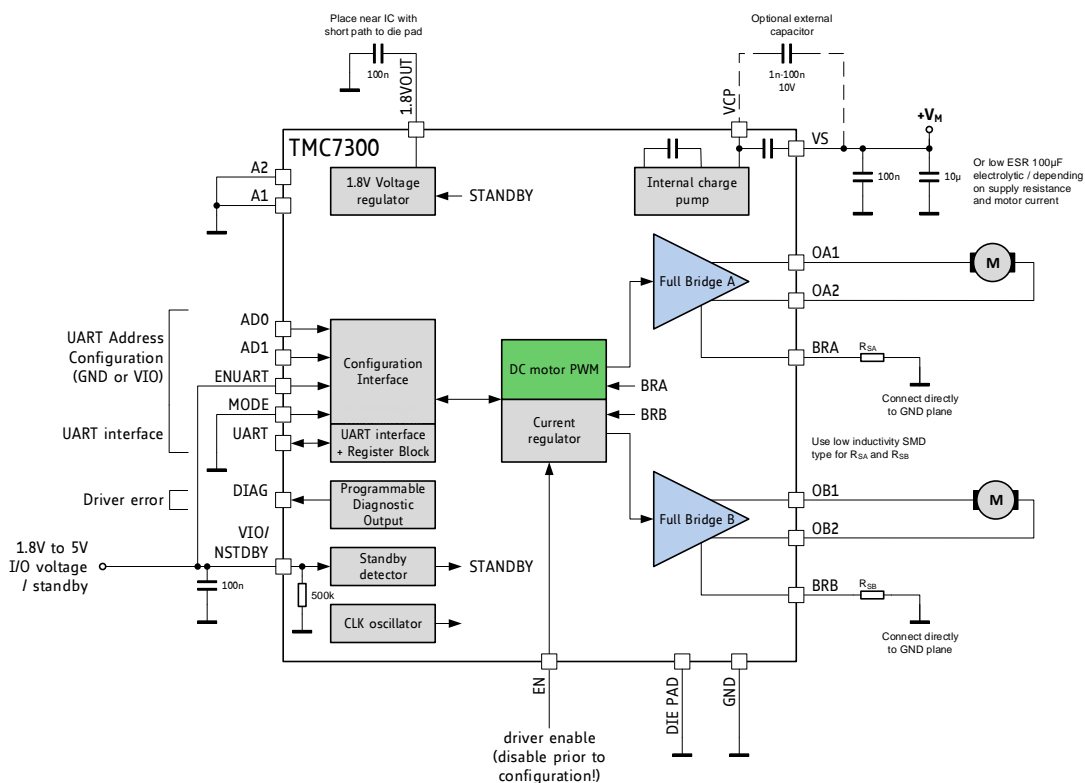 Place near IC with
short path to die pad
100n
1.8VOUT
Optional external
capacitor
1n-100n
10V
VCP
+VM
VS
100n
10µ
Or low ESR 100µF
electrolytic / depending
on supply resistance
and motor current
TMC7300
A2
A1
1.8V Voltage
regulator
STANDBY
Internal charge
pump
Full Bridge A
OA1
OA2
M
BRA
RSA
Connect directly
to GND plane
UART Address
Configuration
(GND or VIO)
UART interface
AD0
AD1
ENUART
MODE
UART
Configuration
Interface
UART interface
+ Register Block
DC motor PWM
Current
regulator
BRA
BRB
Use low inductivity SMD
type for RSA and RSB
Driver error
DIAG
Programmable
Diagnostic
Output
Full Bridge B
OB1
OB2
M
BRB
RSB
Connect directly
to GND plane
1.8V to 5V
I/O voltage
/ standby
VIO/
NSTDBY
100n
500k
Standby
detector
STANDBY
CLK oscillator
EN
DIE PAD
GND
driver enable
(disable prior to
configuration!)